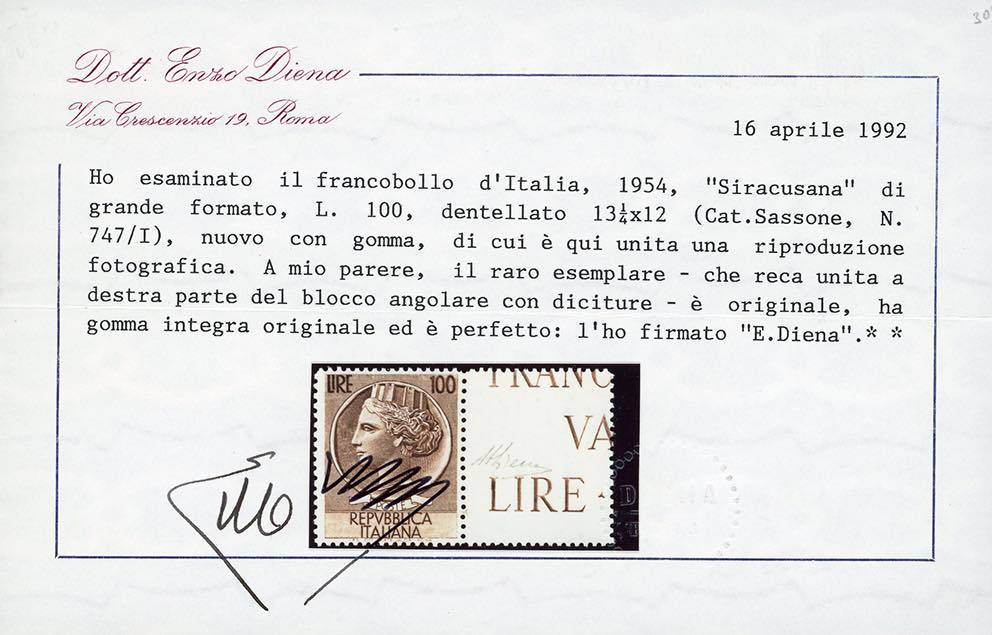 Dott. Enzo Diena
Via Crescenzio 19, Roma
16 aprile 1992
Ho esaminato il francobollo d'Italia, 1954, "Siracusana" di
grande formato, L. 100, dentellato 13¼x12 (Cat.Sassone, N.
747/I), nuovo con gomma, di cui è qui unita una riproduzione
fotografica. A mio parere, il raro esemplare - che reca unita a
destra parte del blocco angolare con diciture - è originale, ha
gomma integra originale ed è perfetto: l'ho firmato "E.Diena".* *
LIRE 100
FRANC
VA
LIRE
POSTE
REPVBBLICA
ITALIANA